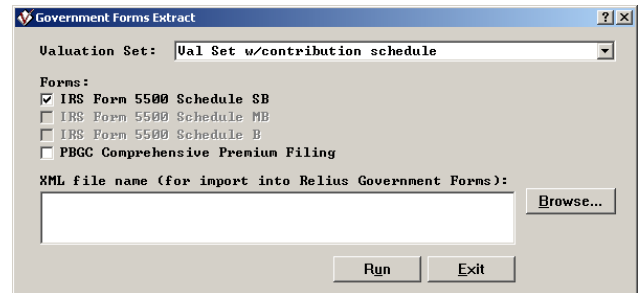 Government Forms Extract
Valuation Set: Val Set w/contribution schedule
Forms:
IRS Form 5500 Schedule SB
IRS Form 5500 Schedule MB
IRS Form 5500 Schedule B
PBGC Comprehensive Premium Filing
XML file name (for import into Relius Government Forms):
Browse...
Run Exit